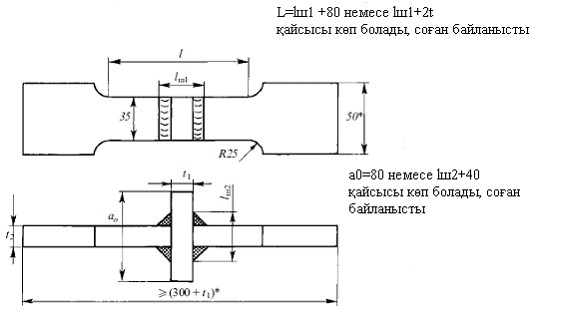 L=lш1 +80 немесе lш1+2t
қайсысы көп болады, соған байланысты
l
lш1
35
50*
R25
t1
a0=80 немесе lш2+40
қайсысы көп болады, соған
байланысты
lш2
aо
t2
⩾(300 + t1)*